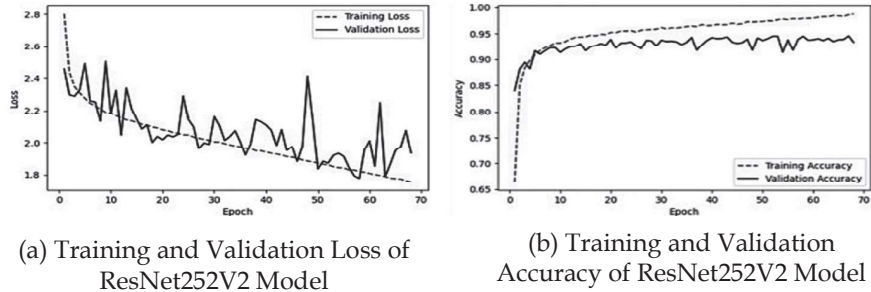 2.8
2.6
2.4
2.2
2.0
1.8
Loss
Training Loss
Validation Loss
0 10 20 30 40 50 60 70
Epoch
(a) Training and Validation Loss of
ResNet252V2 Model
1.00
0.95
0.90
0.85
0.80
0.75
0.70
0.65
Accuracy
Training Accuracy
Validation Accuracy
0 10 20 30 40 50 60 70
Epoch
(b) Training and Validation
Accuracy of ResNet252V2 Model